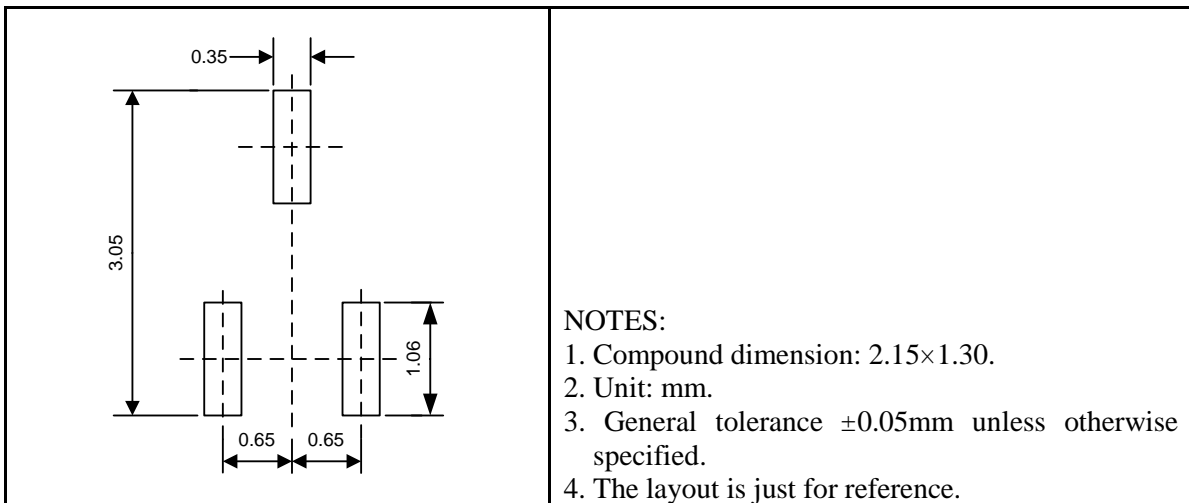 0.35
3.05
1.06
0.65
0.65
NOTES:
1. Compound dimension: 2.15×1.30.
2. Unit: mm.
3. General tolerance ±0.05mm unless otherwise
specified.
4. The layout is just for reference.